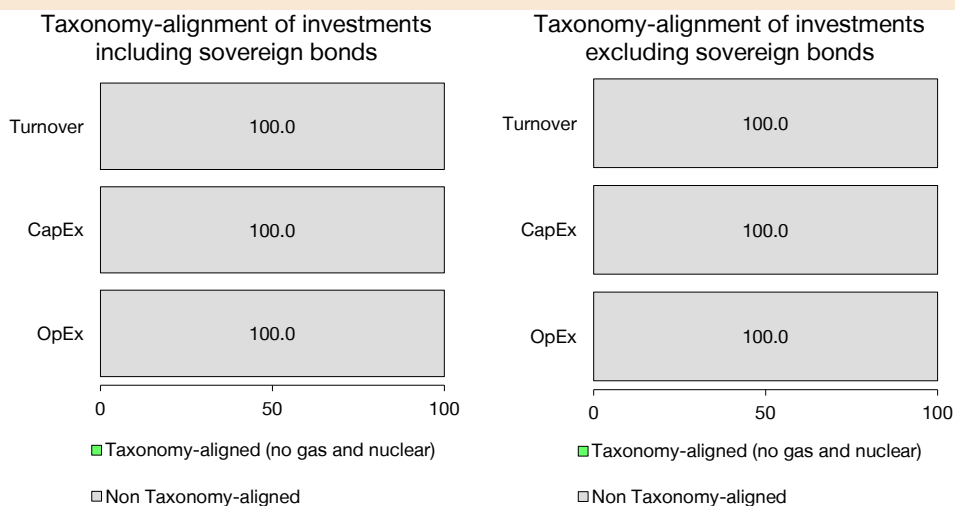 Taxonomy-alignment of investments
including sovereign bonds
Turnover
100.0
CapEx
100.0
OpEx
100.0
0
50
100
Taxonomy-aligned (no gas and nuclear)
Non Taxonomy-aligned
Taxonomy-alignment of investments
excluding sovereign bonds
Turnover
100.0
CapEx
100.0
OpEx
100.0
0
50
100
Taxonomy-aligned (no gas and nuclear)
Non Taxonomy-aligned